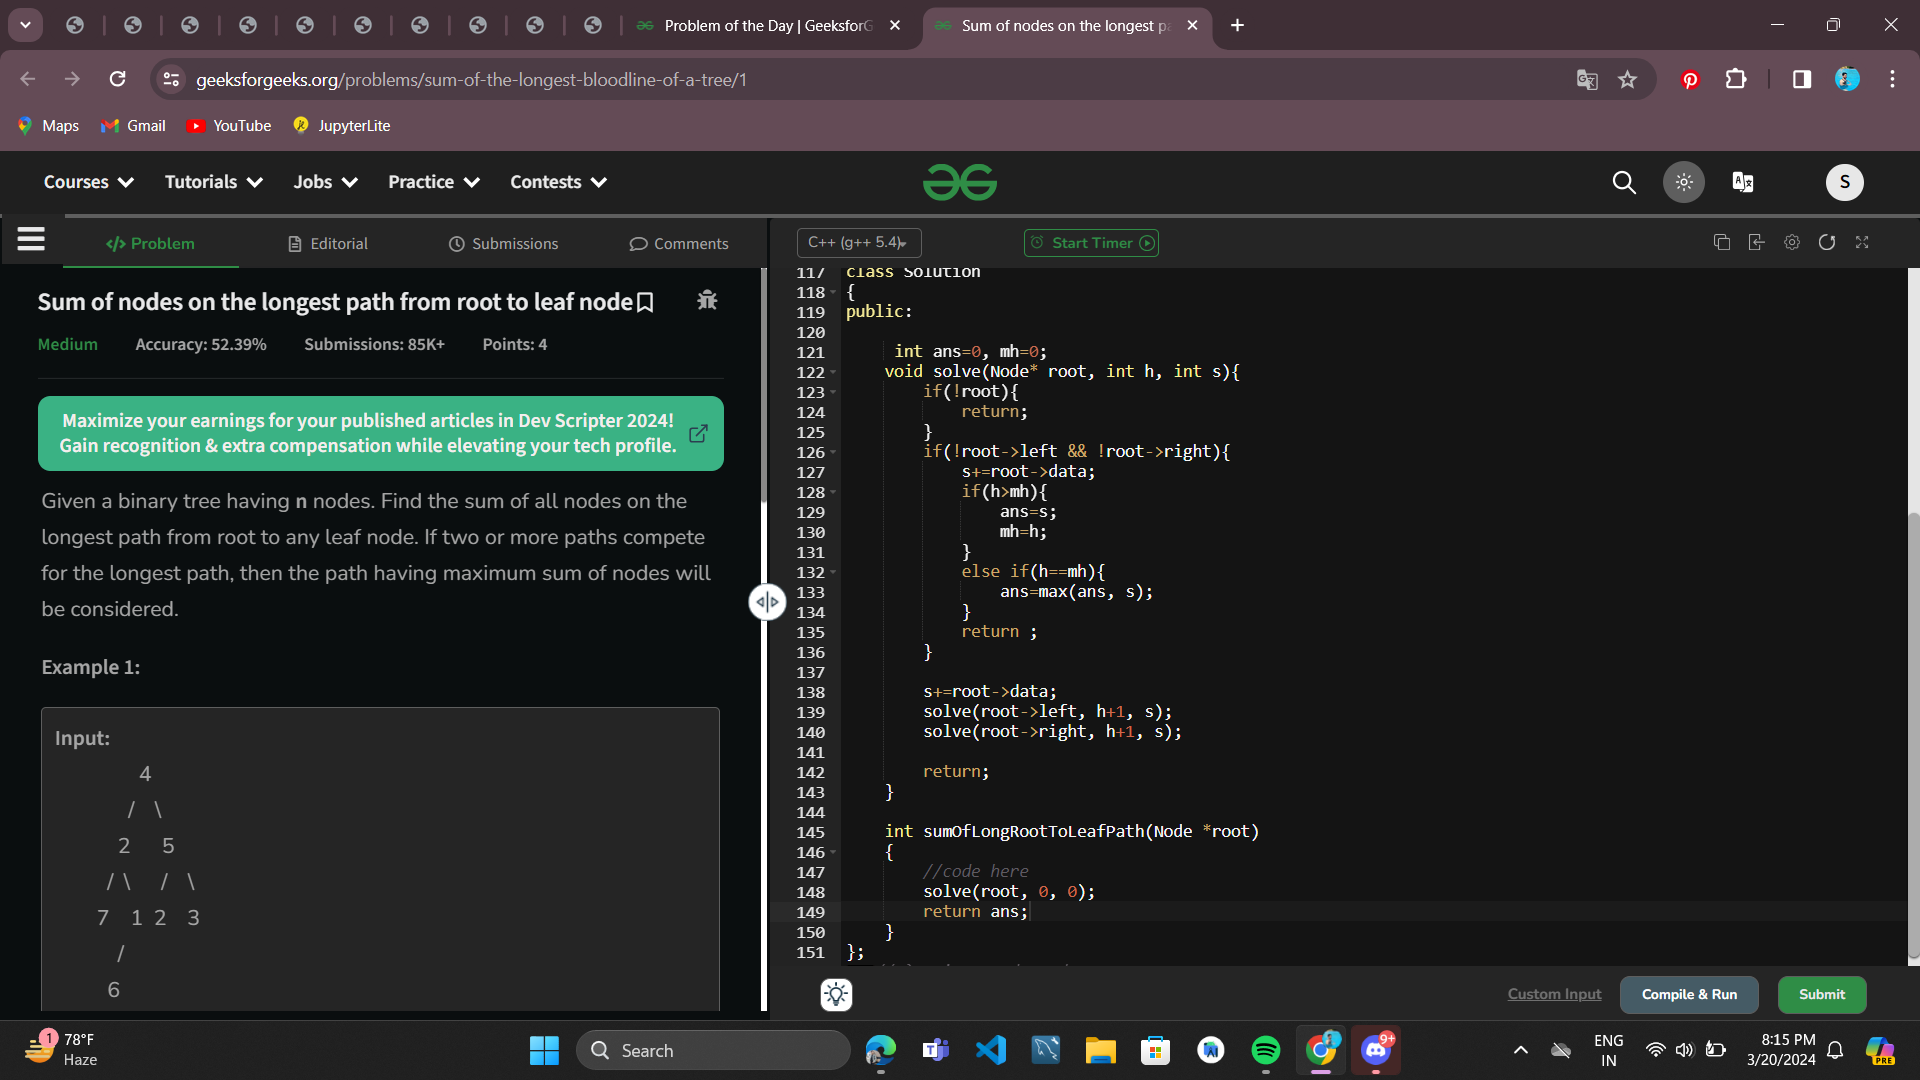 Problem of the Day | GeeksforG
Sum of nodes on the longest pa
geeksforgeeks.org/problems/sum-of-the-longest-bloodline-of-a-tree/1
Maps
Gmail
YouTube
JupyterLite
Courses
Tutorials
Jobs
Practice
Contests
S
</> Problem
Editorial
Submissions
Comments
C++ (g++ 5.4)
Start Timer
Sum of nodes on the longest path from root to leaf node
Medium
Accuracy: 52.39%
Submissions: 85K+
Points: 4
Maximize your earnings for your published articles in Dev Scripter 2024!
Gain recognition & extra compensation while elevating your tech profile.
Given a binary tree having n nodes. Find the sum of all nodes on the
longest path from root to any leaf node. If two or more paths compete
for the longest path, then the path having maximum sum of nodes will
be considered.
Example 1:
Input:
4
/ \
2 5
/ \ / \
7 1 2 3
/
6
117 class Solution
118 {
119 public:
120
121 int ans=0, mh=0;
122 void solve(Node* root, int h, int s){
123 if(!root){
124 return;
125 }
126 if(!root->left && !root->right){
127 s+=root->data;
128 if(h>mh){
129 ans=s;
130 mh=h;
131 }
132 else if(h==mh){
133 ans=max(ans, s);
134 }
135 return ;
136 }
137
138 s+=root->data;
139 solve(root->left, h+1, s);
140 solve(root->right, h+1, s);
141
142 return;
143 }
144
145 int sumOfLongRootToLeafPath(Node *root)
146 {
147 //code here
148 solve(root, 0, 0);
149 return ans;
150 }
151 };
Custom Input
Compile & Run
Submit
1
78°F
Haze
Search
9+
ENG
IN
8:15 PM
3/20/2024
PRE